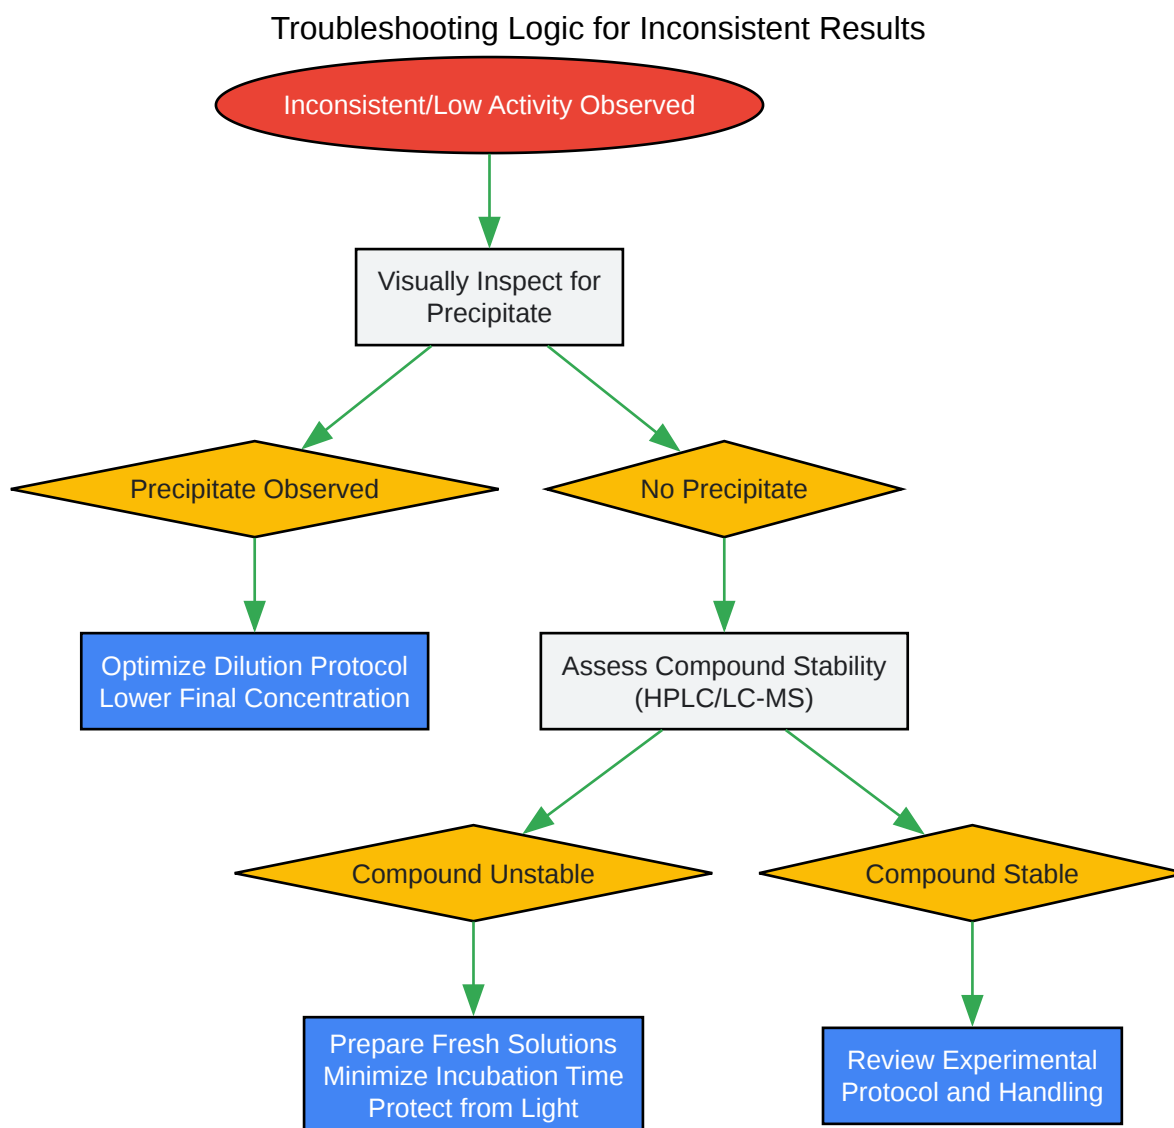 Troubleshooting Logic for Inconsistent Results
Inconsistent/Low Activity Observed
Visually Inspect for
Precipitate
Precipitate Observed
No Precipitate
Optimize Dilution Protocol
Lower Final Concentration
Assess Compound Stability
(HPLC/LC-MS)
Compound Unstable
Compound Stable
Prepare Fresh Solutions
Minimize Incubation Time
Protect from Light
Review Experimental
Protocol and Handling